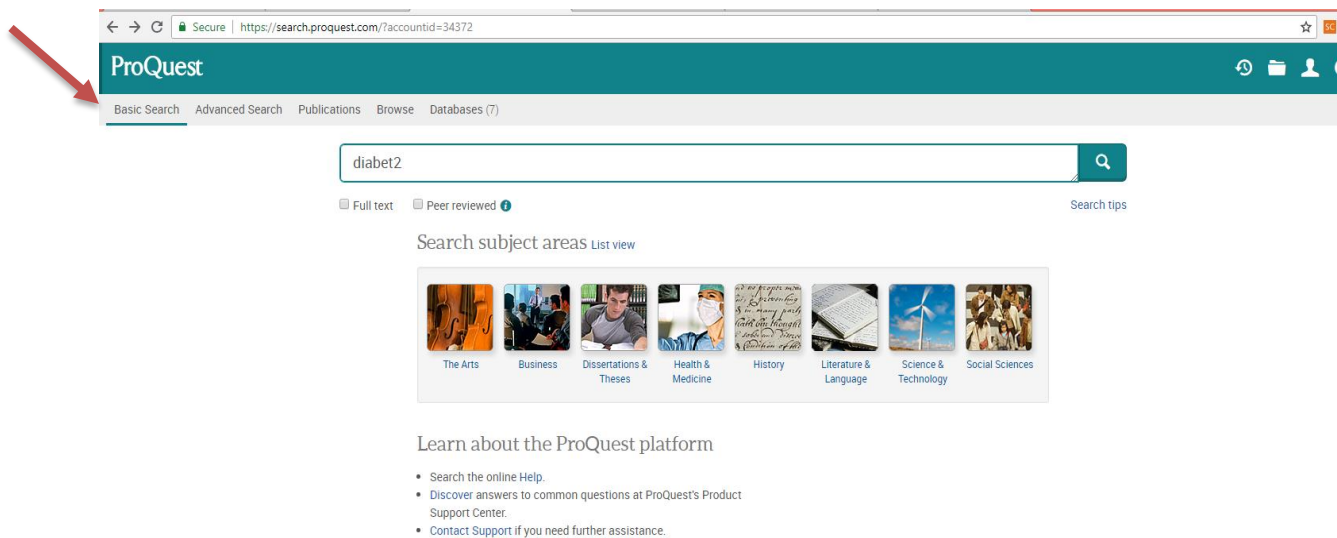 Secure | https://search.proquest.com/?accountid=34372
SC
ProQuest
Basic Search Advanced Search Publications Browse Databases (7)
diabet2
Full text Peer reviewed Search tips
Search subject areas List view
The Arts Business Dissertations & Theses Health & Medicine History Literature & Language Science & Technology Social Sciences
Learn about the ProQuest platform
• Search the online Help.
• Discover answers to common questions at ProQuest's Product
Support Center.
• Contact Support if you need further assistance.